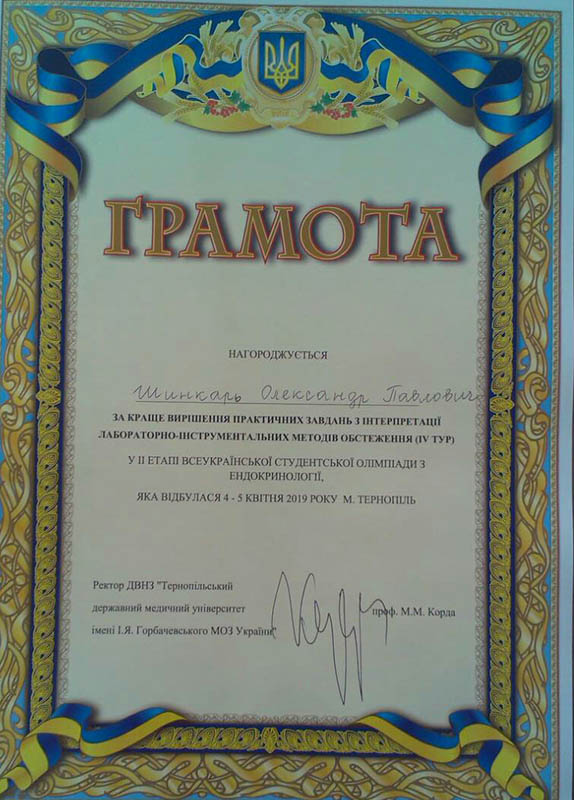 ГРАМОТА
НАГОРОДЖУЄТЬСЯ
Шинкарь Олександр Павлович
ЗА КРАЩЕ ВИРІШЕННЯ ПРАКТИЧНИХ ЗАВДАНЬ З ІНТЕРПРЕТАЦІЇ
ЛАБОРАТОРНО-ІНСТРУМЕНТАЛЬНИХ МЕТОДІВ ОБСТЕЖЕННЯ (IV ТУР)
У ІІ ЕТАПІ ВСЕУКРАЇНСЬКОЇ СТУДЕНТСЬКОЇ ОЛІМПІАДИ З
ЕНДОКРИНОЛОГІЇ,
ЯКА ВІДБУЛАСЯ 4 - 5 КВІТНЯ 2019 РОКУ М. ТЕРНОПІЛЬ
Ректор ДВНЗ "Тернопільський
державний медичний університет проф. М.М. Корда
імені І.Я. Горбачевського МОЗ України"